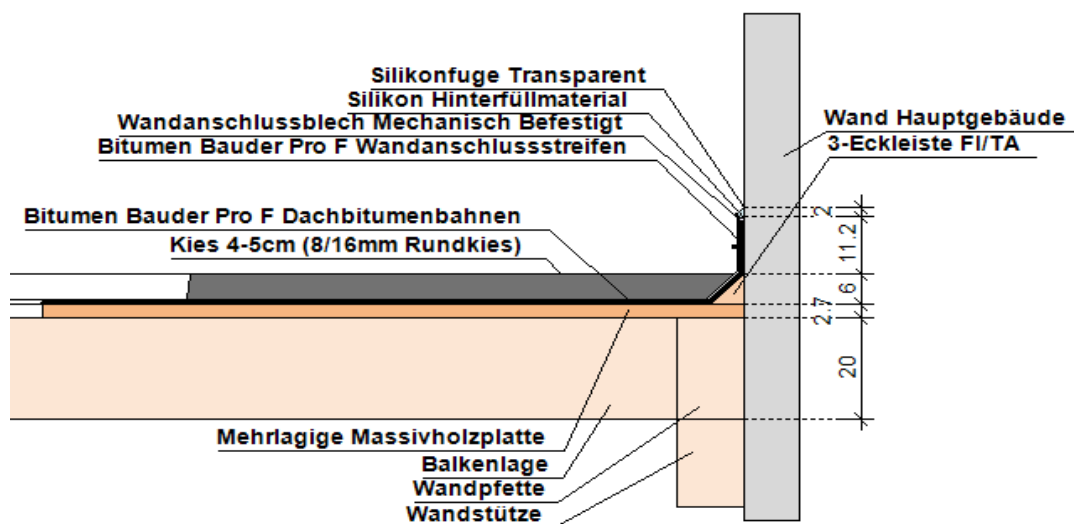 Silikonfuge Transparent
Silikon Hinterfüllmaterial
Wandanschlussblech Mechanisch Befestigt
Bitumen Bauder Pro F Wandanschlussstreifen
Wand Hauptgebäude
3-Eckleiste FI/TA
Bitumen Bauder Pro F Dachbitumenbahnen
Kies 4-5cm (8/16mm Rundkies)
2
11.2
6
2.7
20
Mehrlagige Massivholzplatte
Balkenlage
Wandpfette
Wandstütze